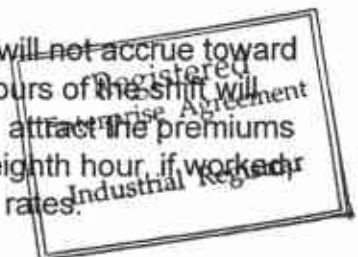 will not accrue toward
ours of the shift will
attract the premiums
eighth hour, if worked,
rates.
Registered
Enterprise Agreement
Industrial Registrar